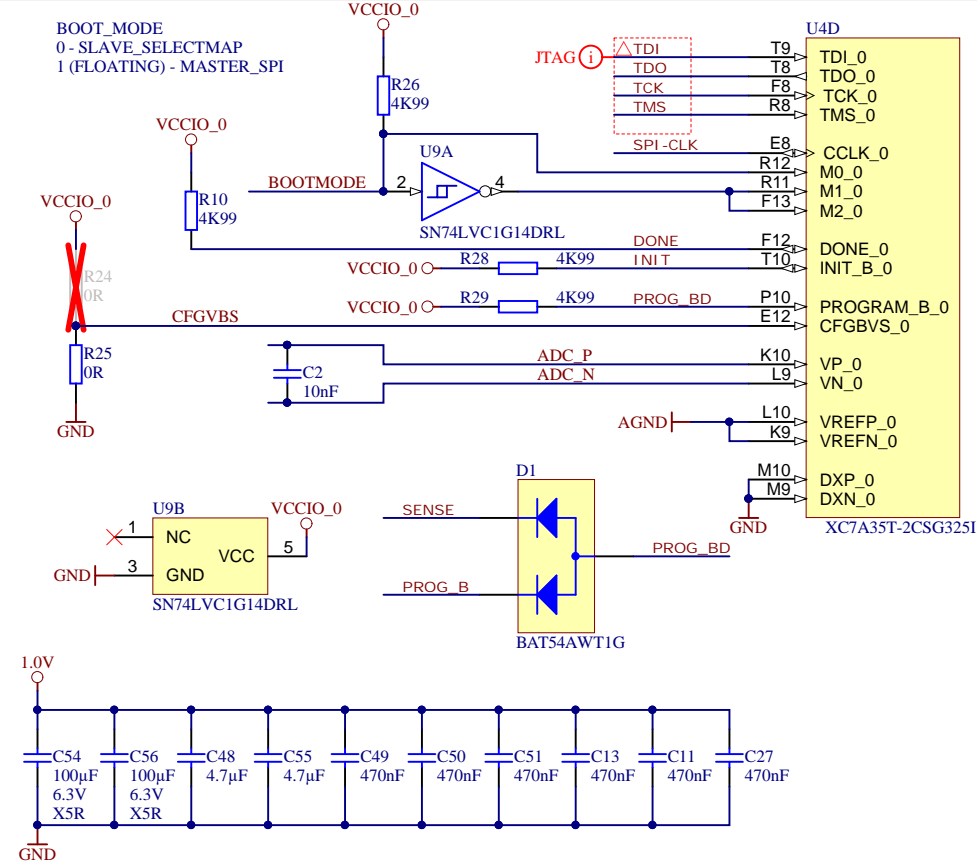 BOOT_MODE
0 - SLAVE_SELECTMAP
1 (FLOATING) - MASTER_SPI
VCCIO_0
R26
4K99
VCCIO_0
R10
4K99
BOOTMODE
U9A
2
4
SN74LVC1G14DRL
VCCIO_0
R24
0R
CFGVBS
R25
0R
GND
JTAG
i
TDI
TDO
TCK
TMS
SPI-CLK
DONE
VCCIO_0
R28
4K99
INIT
VCCIO_0
R29
4K99
PROG_BD
C2
10nF
ADC_P
ADC_N
AGND
GND
U4D
T9
TDI_0
T8
TDO_0
F8
TCK_0
R8
TMS_0
E8
CCLK_0
R12
M0_0
R11
M1_0
F13
M2_0
F12
DONE_0
T10
INIT_B_0
P10
PROGRAM_B_0
E12
CFGBVS_0
K10
VP_0
L9
VN_0
L10
VREFP_0
K9
VREFN_0
M10
DXP_0
M9
DXN_0
XC7A35T-2CSG325I
U9B
1
NC
3
GND
VCC
5
VCCIO_0
GND
SN74LVC1G14DRL
D1
SENSE
PROG_B
PROG_BD
BAT54AWT1G
1.0V
C54
100µF
6.3V
X5R
C56
100µF
6.3V
X5R
C48
4.7µF
C55
4.7µF
C49
470nF
C50
470nF
C51
470nF
C13
470nF
C11
470nF
C27
470nF
GND